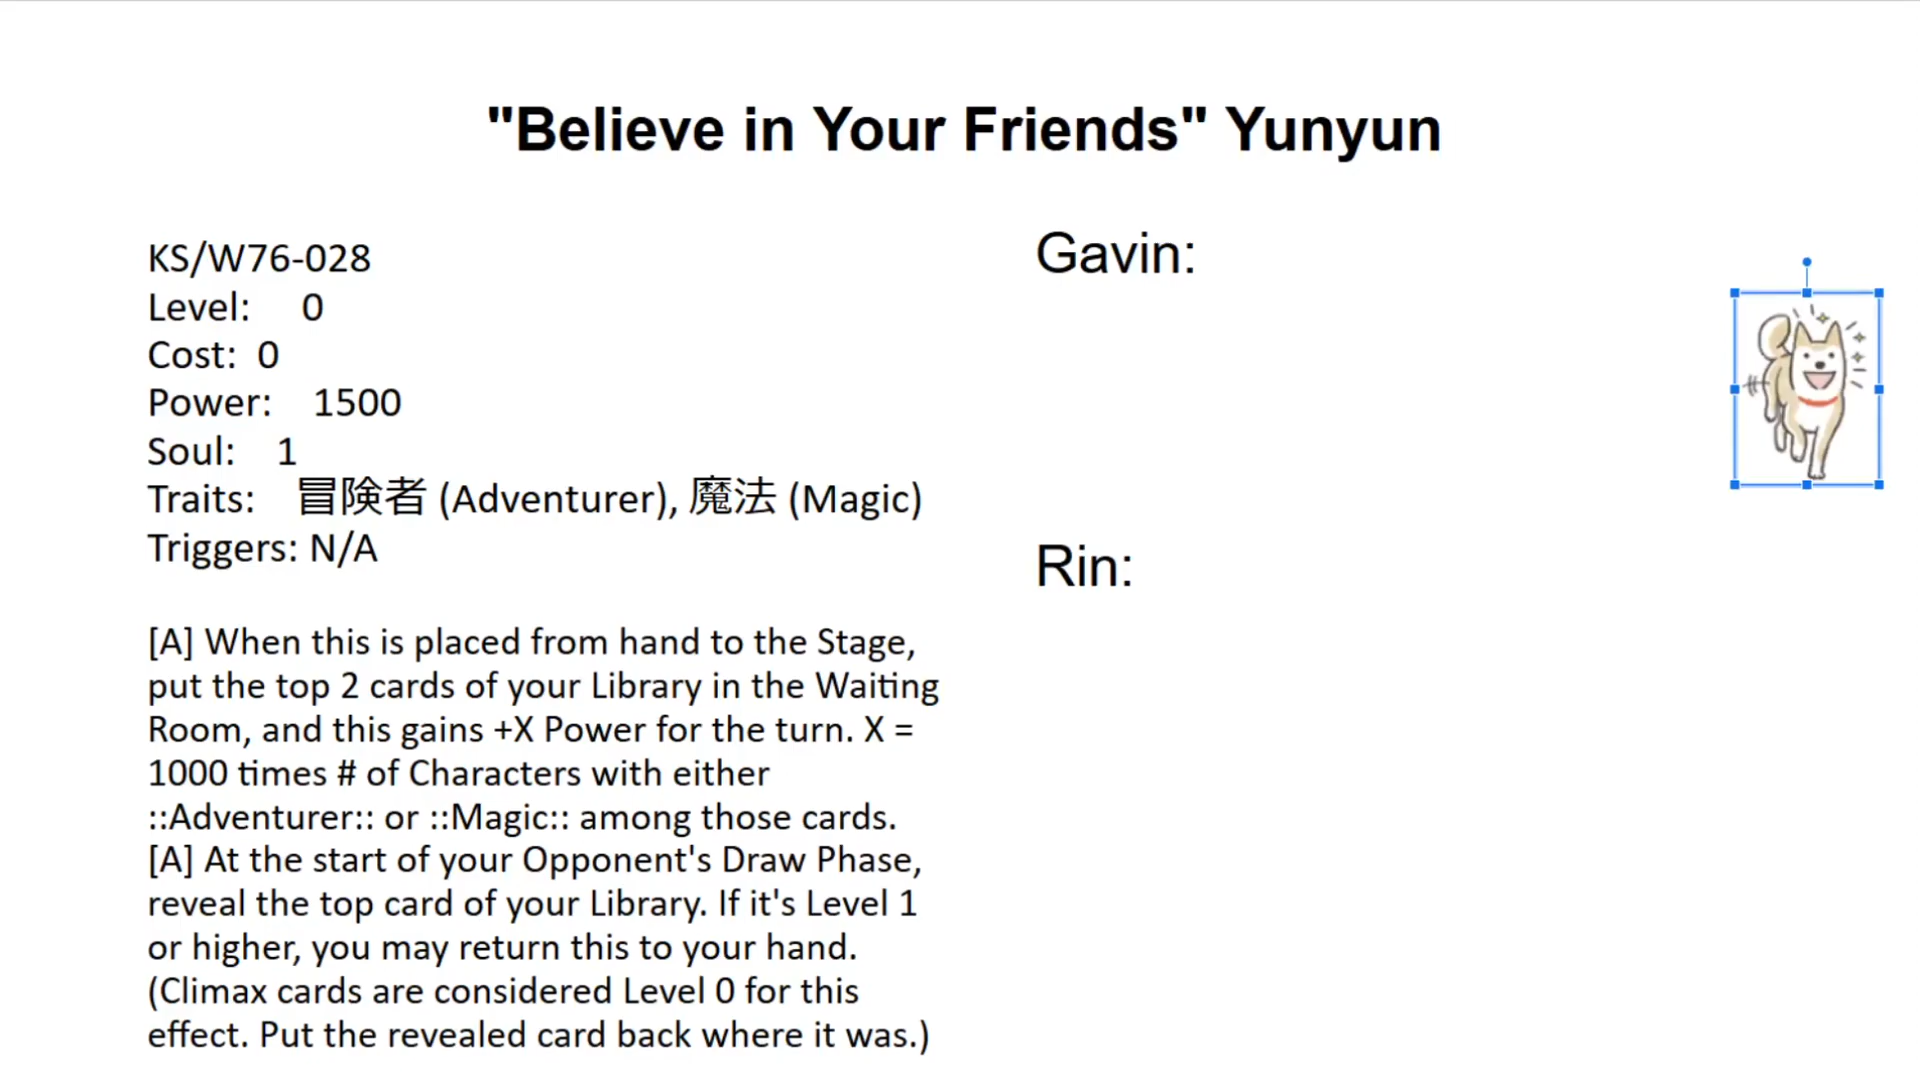 "Believe in Your Friends" Yunyun
KS/W76-028
Level: 0
Cost: 0
Power: 1500
Soul: 1
Traits: 冒険者 (Adventurer), 魔法 (Magic)
Triggers: N/A
[A] When this is placed from hand to the Stage,
put the top 2 cards of your Library in the Waiting
Room, and this gains +X Power for the turn. X =
1000 times # of Characters with either
::Adventurer:: or ::Magic:: among those cards.
[A] At the start of your Opponent's Draw Phase,
reveal the top card of your Library. If it's Level 1
or higher, you may return this to your hand.
(Climax cards are considered Level 0 for this
effect. Put the revealed card back where it was.)
Gavin:
Rin: